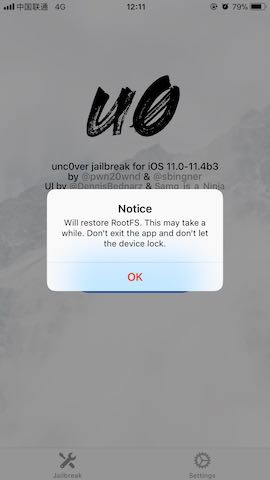 中国联通 4G 12:11 79%
u0
unc0ver jailbreak for iOS 11.0-11.4b3
by @pwn20wnd & @sbingner
UI by @DennisBednarz & Samg_is_a_Ninja
Notice
Will restore RootFS. This may take a
while. Don't exit the app and don't let
the device lock.
OK
Jailbreak Settings